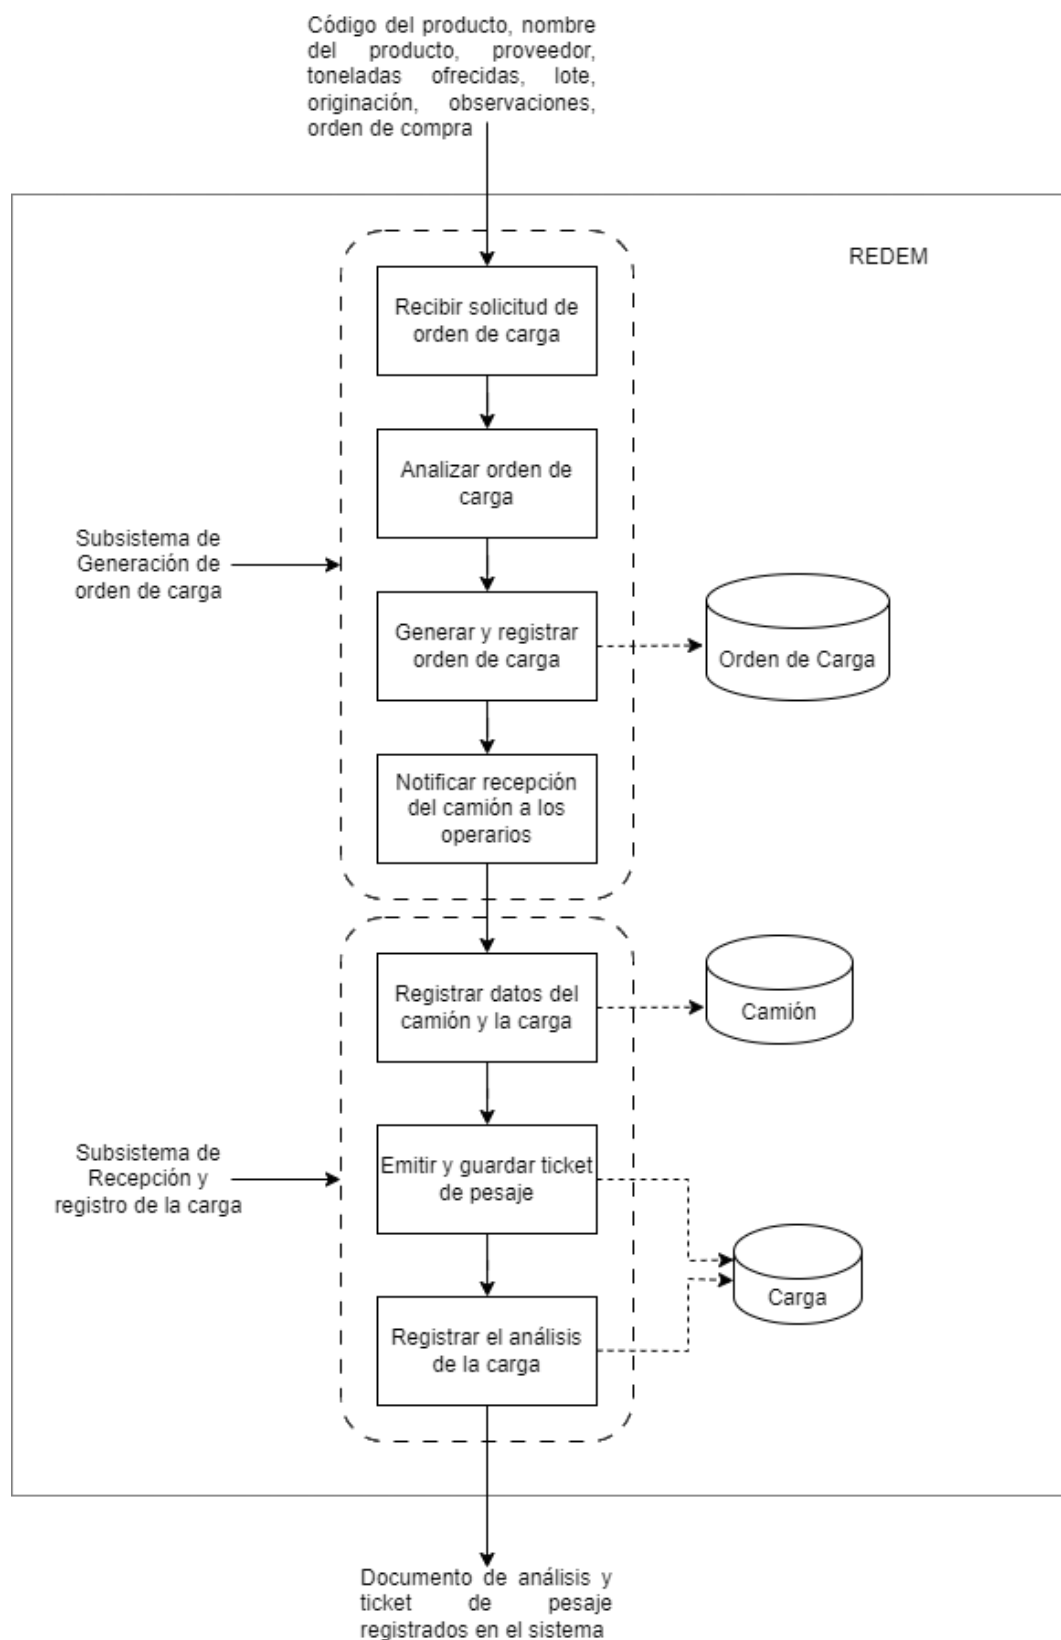 Código del producto, nombre
del producto, proveedor,
toneladas ofrecidas, lote,
originación, observaciones,
orden de compra
REDEM
Recibir solicitud de
orden de carga
Analizar orden de
carga
Subsistema de
Generación de
orden de carga
Generar y registrar
orden de carga
Orden de Carga
Notificar recepción
del camión a los
operarios
Registrar datos del
camión y la carga
Camión
Subsistema de
Recepción y
registro de la carga
Emitir y guardar ticket
de pesaje
Carga
Registrar el análisis
de la carga
Documento de análisis y
ticket de pesaje
registrados en el sistema